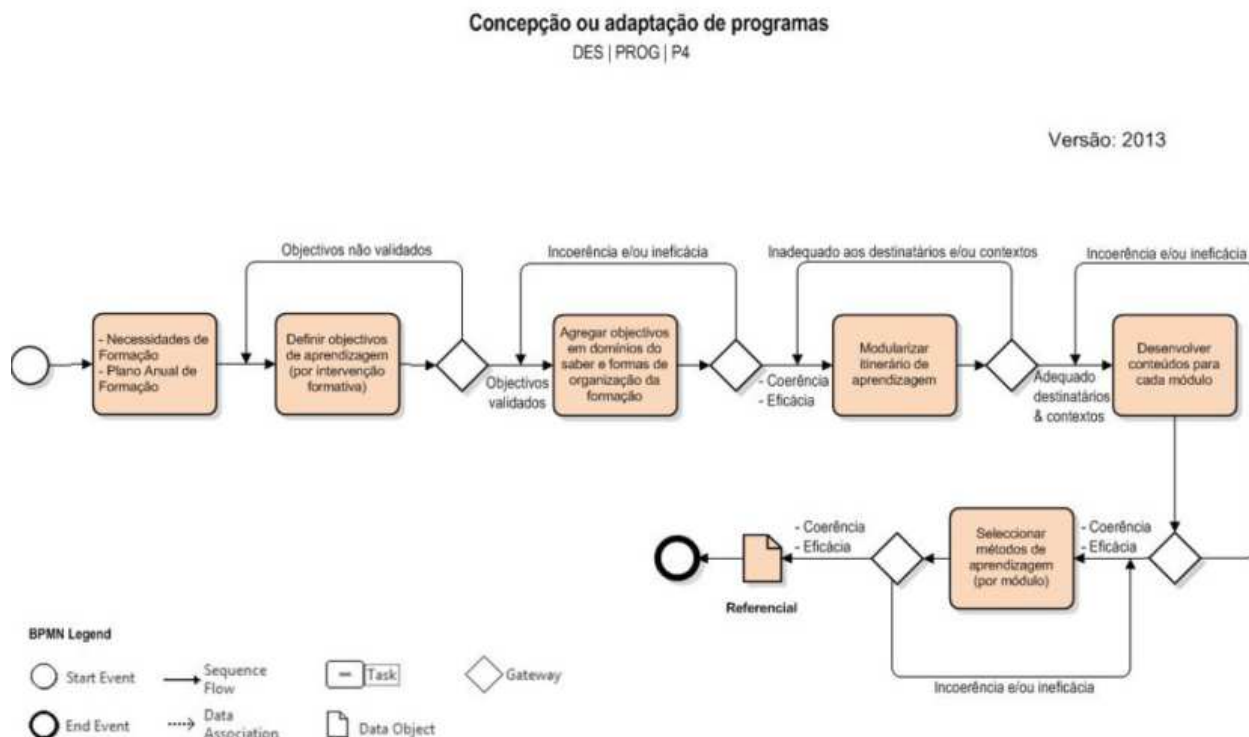 Concepção ou adaptação de programas
DES | PROG | P4
Versão: 2013
Objectivos não validados
Incoerência e/ou ineficácia
Inadequado aos destinatários e/ou contextos
Incoerência e/ou ineficácia
- Necessidades de
Formação
- Plano Anual de
Formação
Definir objectivos
de aprendizagem
(por intervenção
formativa)
Objectivos
validados
Agregar objectivos
em domínios do
saber e formas de
organização da
formação
- Coerência
- Eficácia
Modularizar
itinerário de
aprendizagem
Adequado
destinatários
& contextos
Desenvolver
conteúdos para
cada módulo
- Coerência
- Eficácia
Seleccionar
métodos de
aprendizagem
(por módulo)
- Coerência
- Eficácia
Referencial
Incoerência e/ou ineficácia
BPMN Legend
Start Event
Sequence
Flow
Task
Gateway
End Event
Data
Association
Data Object